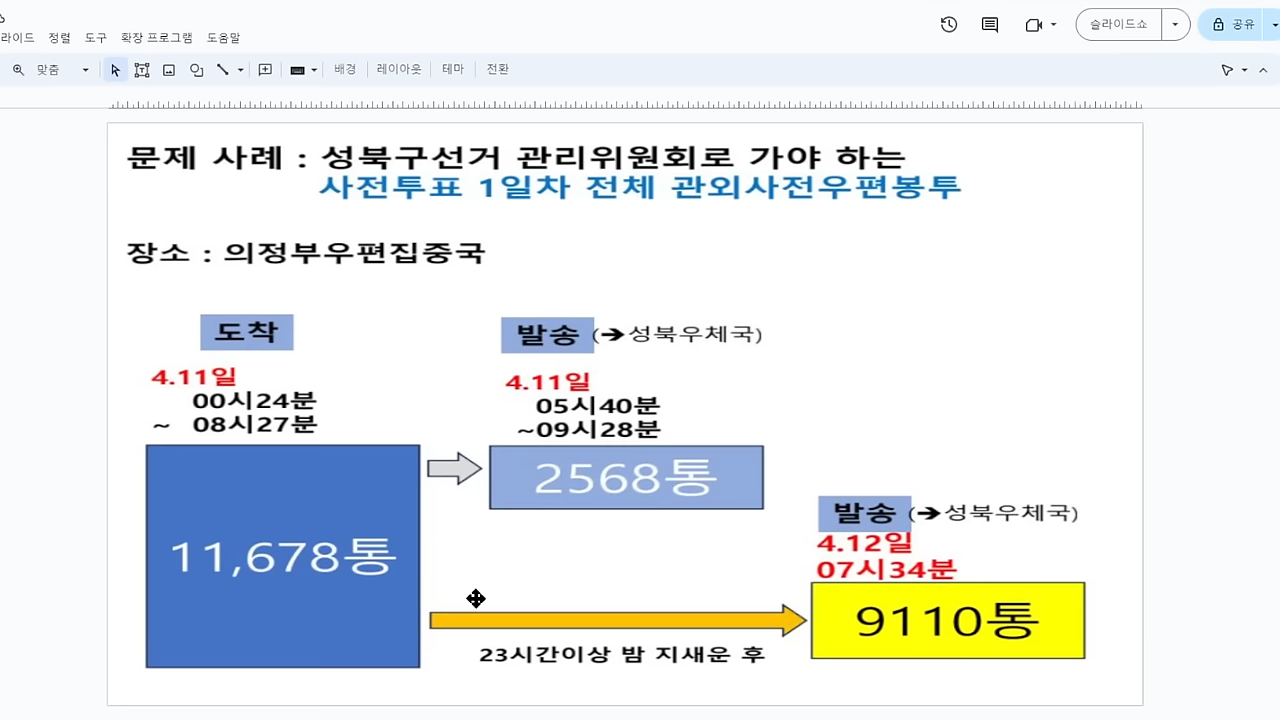 라이드 정렬 도구 확장 프로그램 도움말
슬라이드쇼
공유
맞춤
배경 레이아웃 테마 전환
문제 사례 : 성북구선거 관리위원회로 가야 하는
사전투표 1일차 전체 관외사전우편봉투
장소 : 의정부우편집중국
도착
4.11일
00시24분
~ 08시27분
11,678통
발송 (➔성북우체국)
4.11일
05시40분
~09시28분
2568통
발송 (➔성북우체국)
4.12일
07시34분
9110통
23시간이상 밤 지새운 후